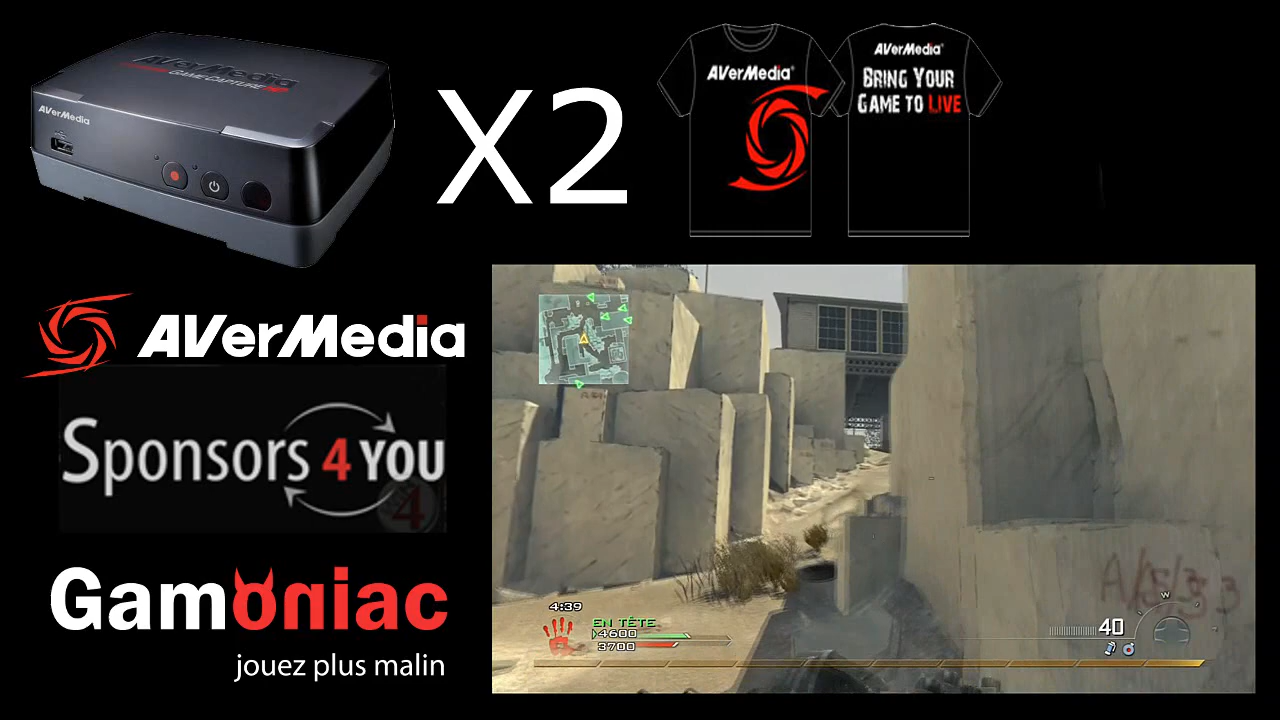 AVerMedia
GAME CAPTURE HD
AVerMedia
X2
AVerMedia®
AVerMedia®
BRING YOUR
GAME TO LIVE
AVerMedia
Sponsors 4 YOU
4
Gamoniac
jouez plus malin
4:39
EN TÊTE
4600
3700
W
40